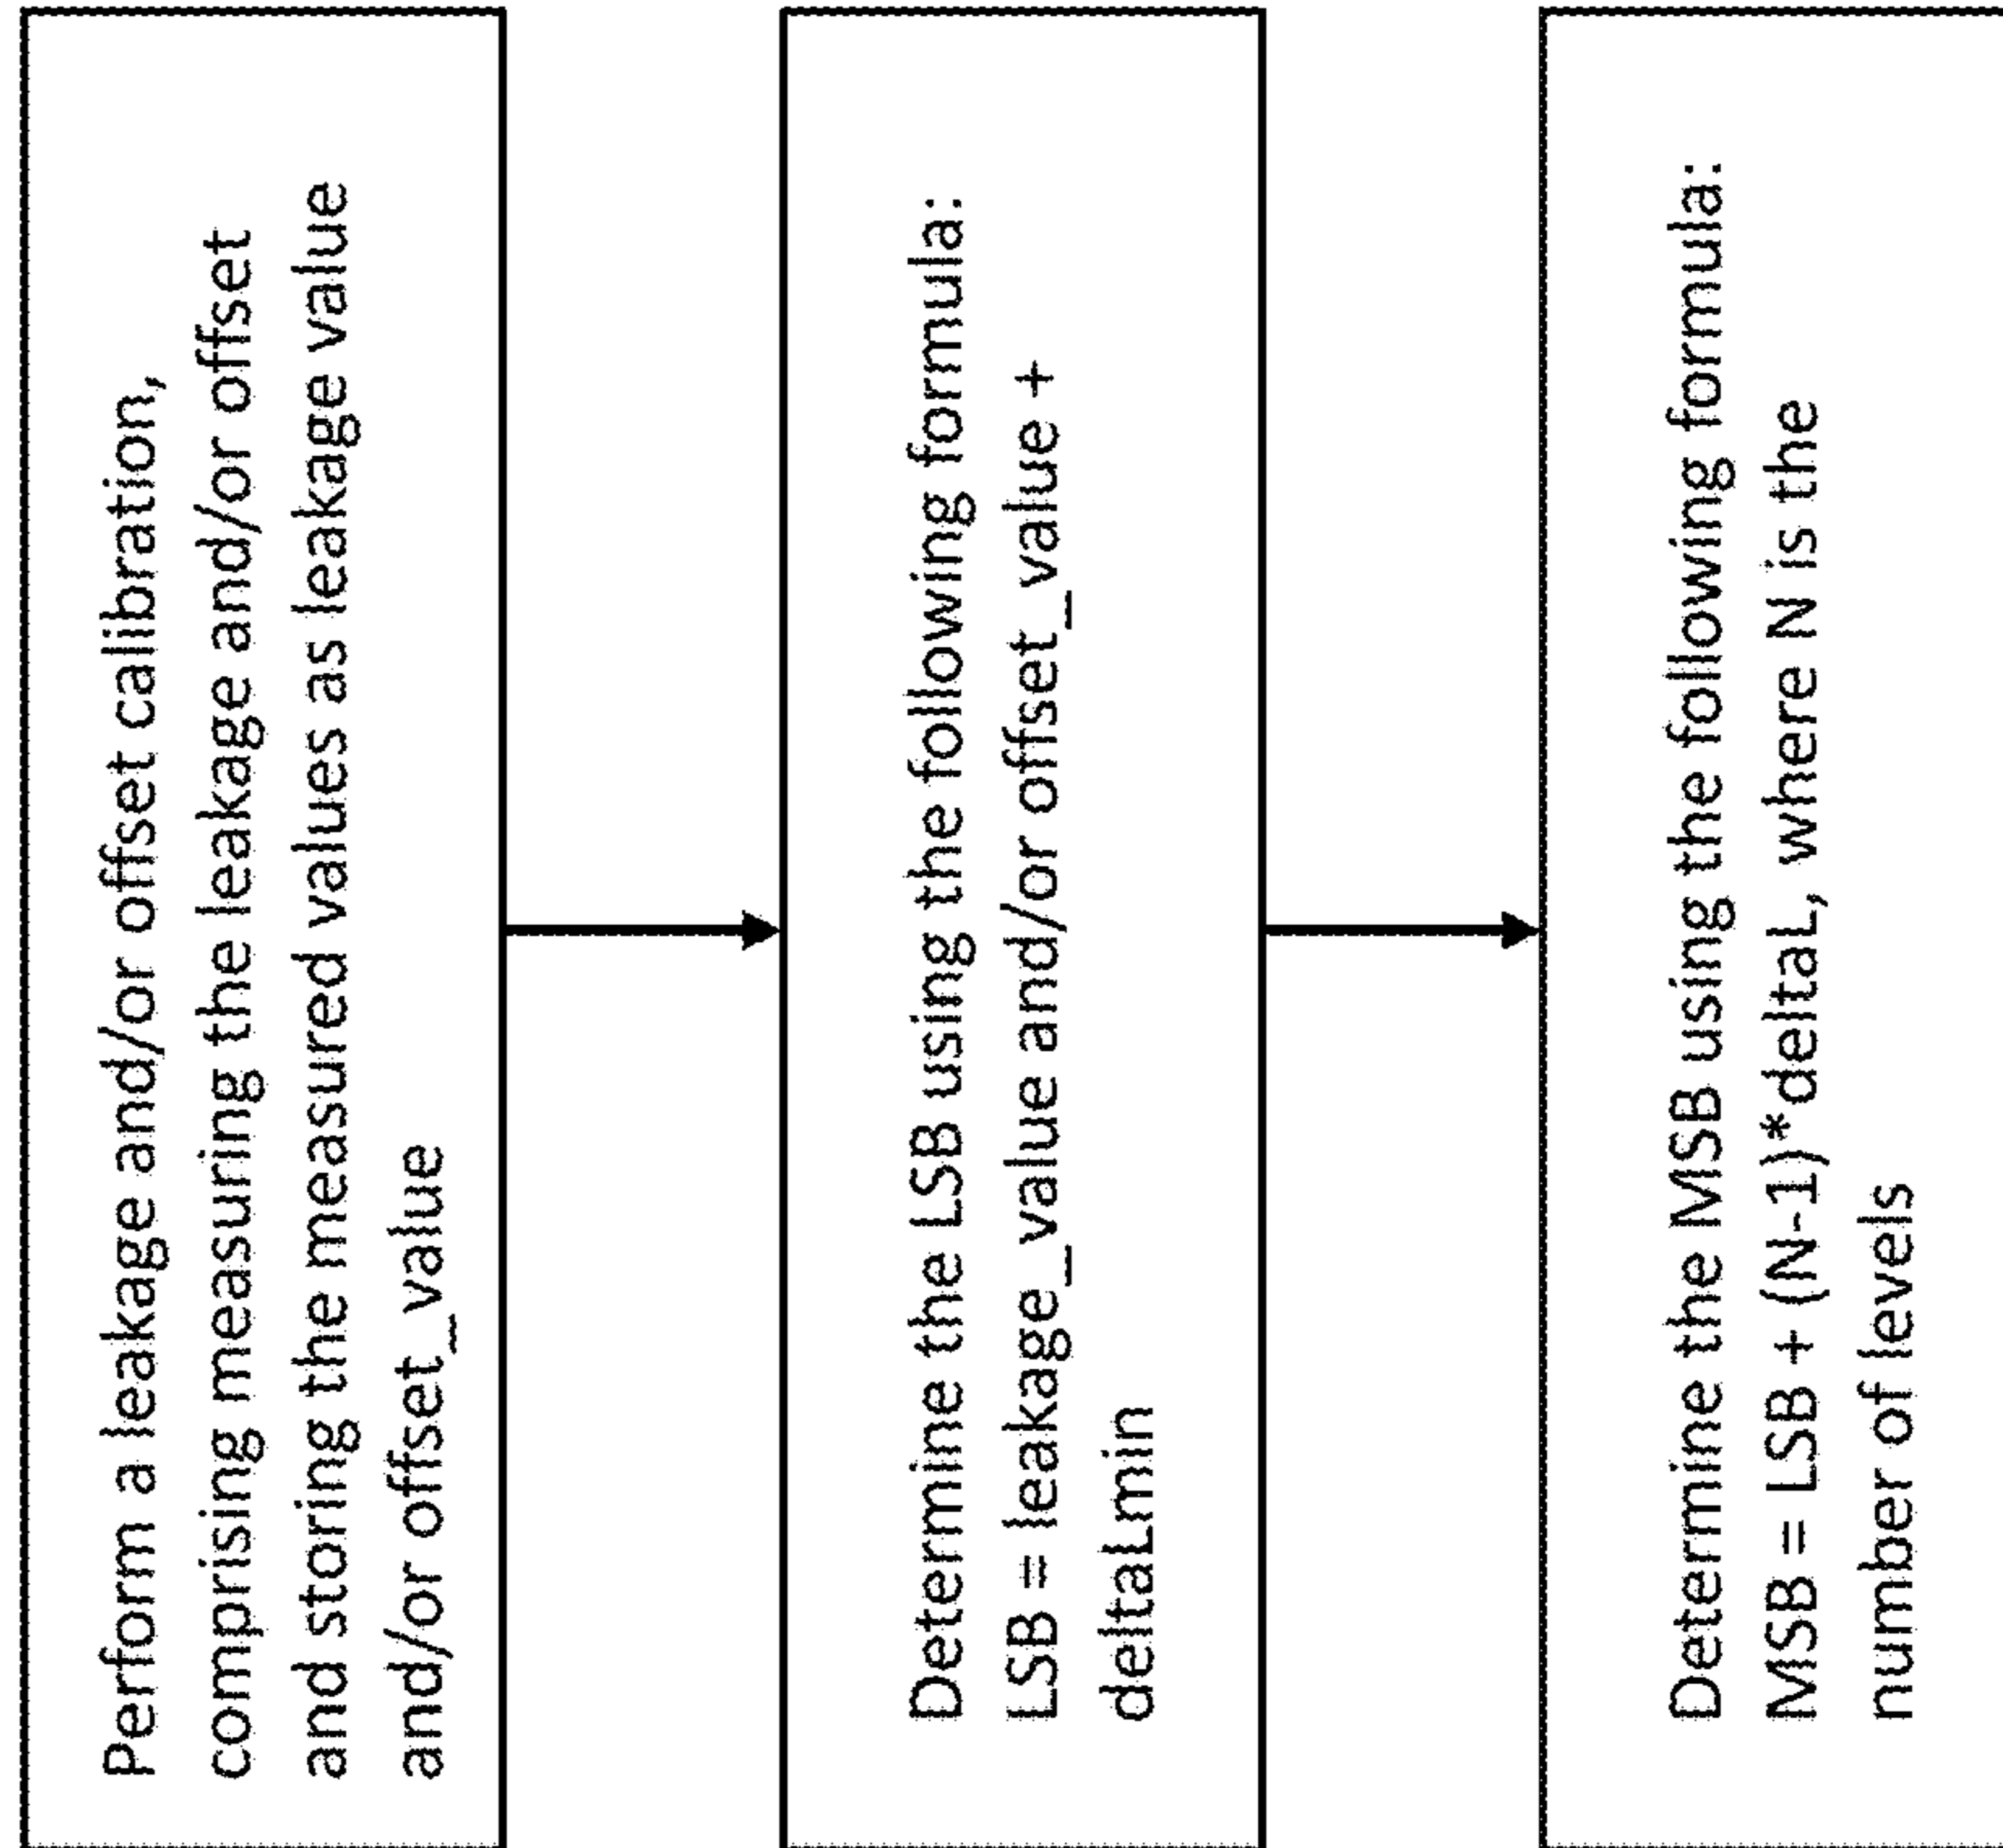 Perform a leakage and/or offset calibration,
comprising measuring the leakage and/or offset
and storing the measured values as leakage value
and/or offset_value
Determine the LSB using the following formula:
LSB = leakage_value and/or offset_value +
deltaLmin
Determine the MSB using the following formula:
MSB = LSB + (N-1)*deltaL, where N is the
number of levels